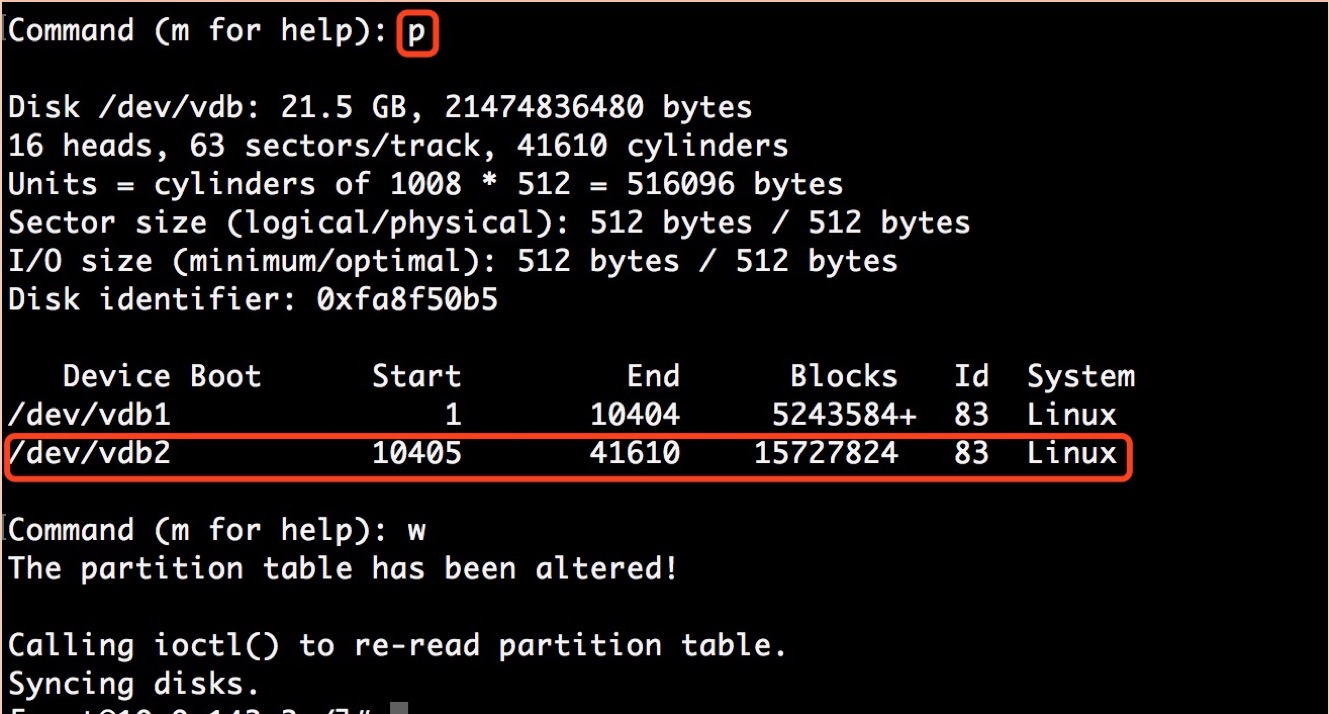 Command (m for help): p
Disk /dev/vdb: 21.5 GB, 21474836480 bytes
16 heads, 63 sectors/track, 41610 cylinders
Units = cylinders of 1008 * 512 = 516096 bytes
Sector size (logical/physical): 512 bytes / 512 bytes
I/O size (minimum/optimal): 512 bytes / 512 bytes
Disk identifier: 0xfa8f50b5
Device Boot Start End Blocks Id System
/dev/vdb1 1 10404 5243584+ 83 Linux
/dev/vdb2 10405 41610 15727824 83 Linux
Command (m for help): w
The partition table has been altered!
Calling ioctl() to re-read partition table.
Syncing disks.